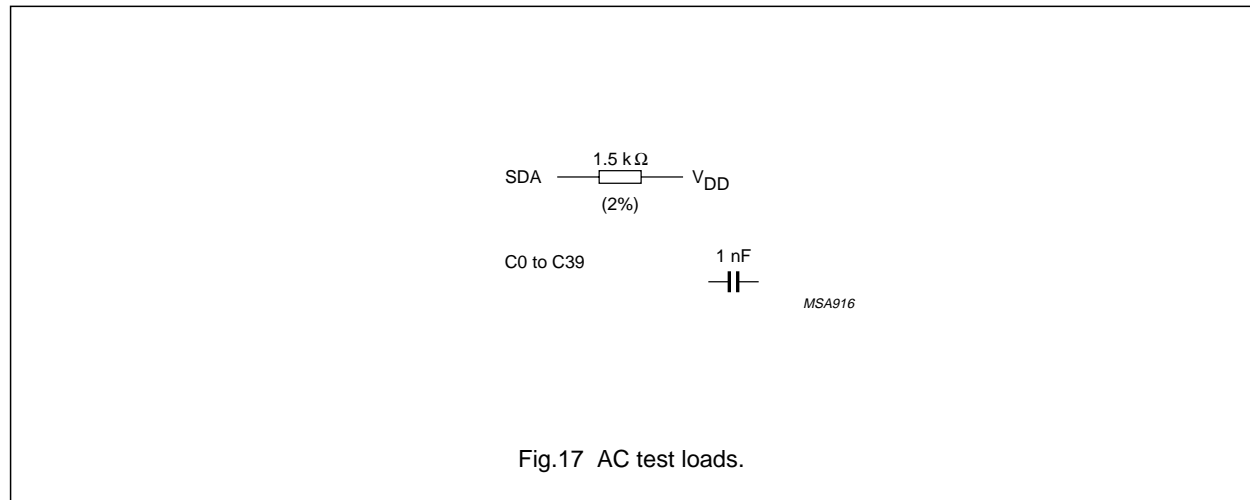 1.5 kΩ
SDA VDD
(2%)
C0 to C39 1 nF
MSA916
Fig.17 AC test loads.